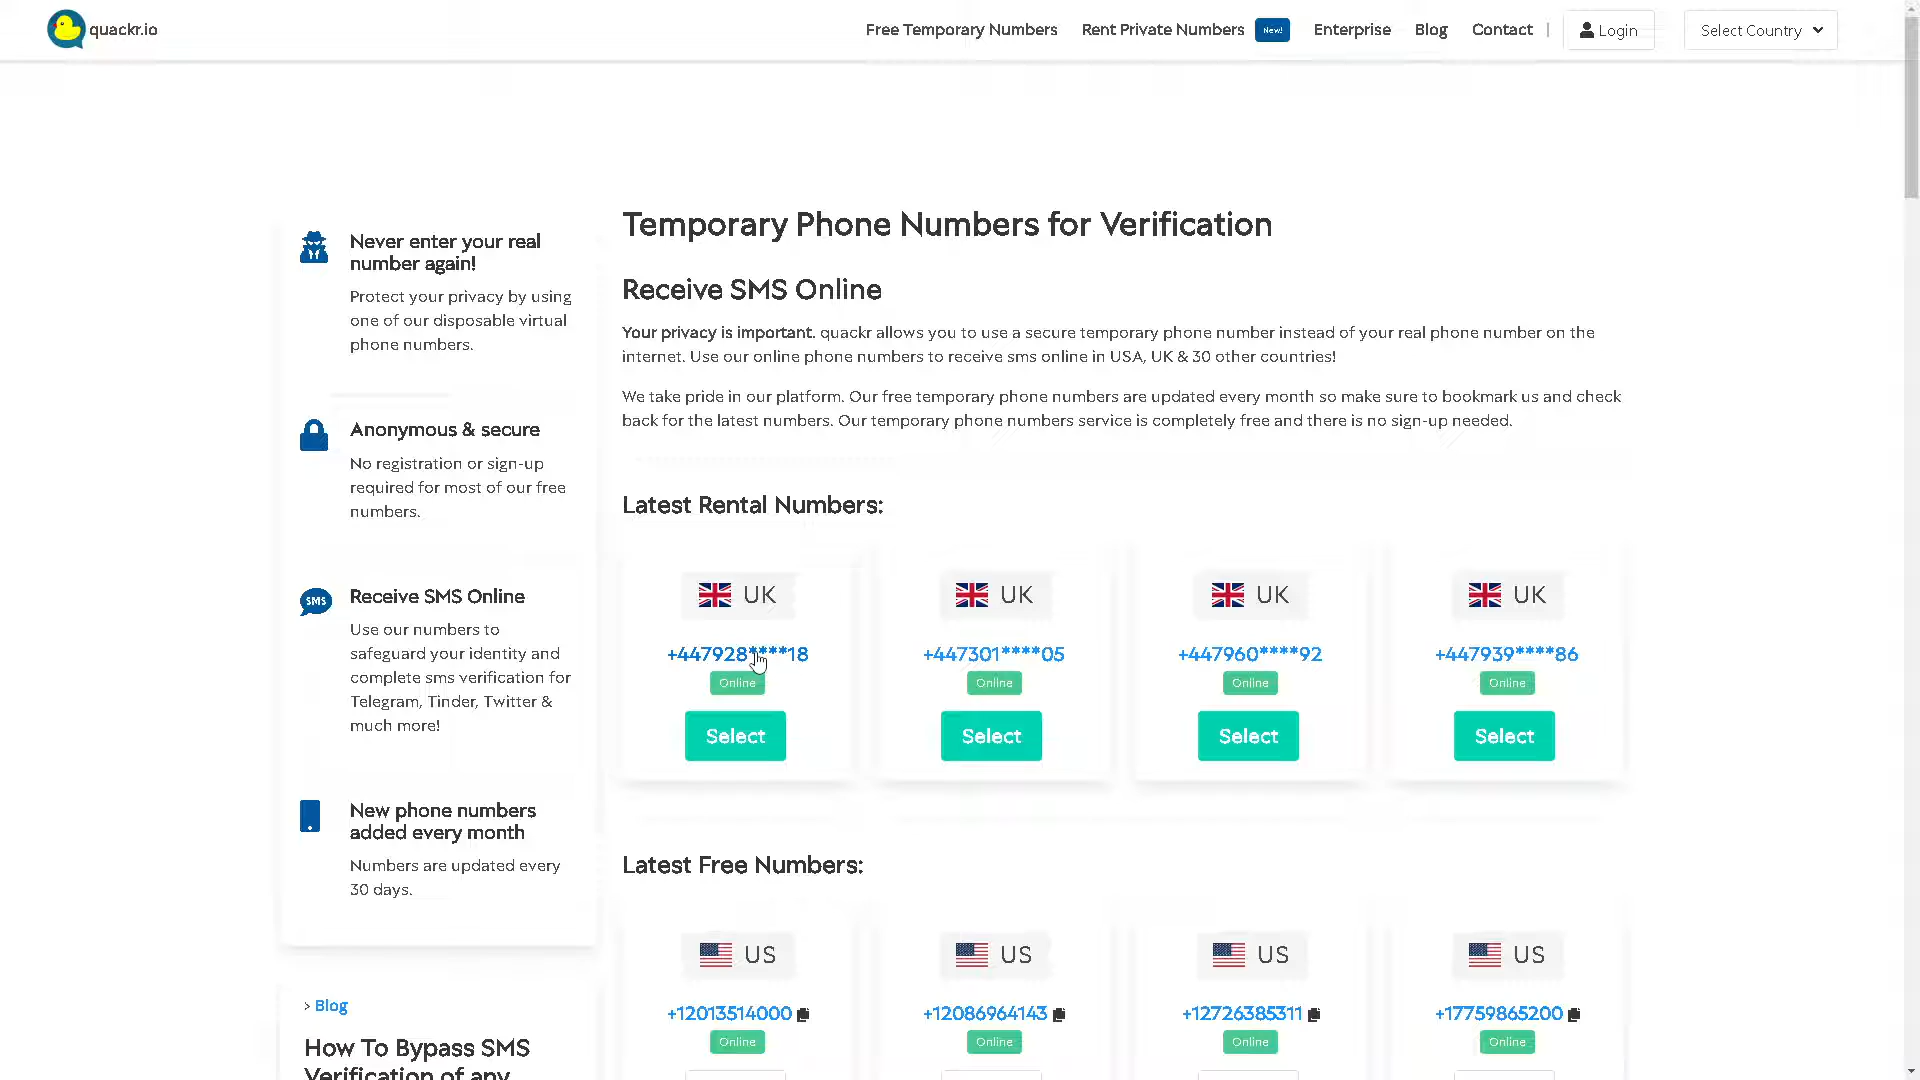 quackr.io
Free Temporary Numbers
Rent Private Numbers
New!
Enterprise
Blog
Contact
|
Login
Select Country
Never enter your real
number again!
Protect your privacy by using
one of our disposable virtual
phone numbers.
Anonymous & secure
No registration or sign-up
required for most of our free
numbers.
SMS
Receive SMS Online
Use our numbers to
safeguard your identity and
complete sms verification for
Telegram, Tinder, Twitter &
much more!
New phone numbers
added every month
Numbers are updated every
30 days.
> Blog
How To Bypass SMS
Verification of any
Temporary Phone Numbers for Verification
Receive SMS Online
Your privacy is important. quackr allows you to use a secure temporary phone number instead of your real phone number on the
internet. Use our online phone numbers to receive sms online in USA, UK & 30 other countries!
We take pride in our platform. Our free temporary phone numbers are updated every month so make sure to bookmark us and check
back for the latest numbers. Our temporary phone numbers service is completely free and there is no sign-up needed.
Latest Rental Numbers:
UK
+447928****18
Online
Select
UK
+447301****05
Online
Select
UK
+447960****92
Online
Select
UK
+447939****86
Online
Select
Latest Free Numbers:
US
+12013514000
Online
US
+12086964143
Online
US
+12726385311
Online
US
+17759865200
Online